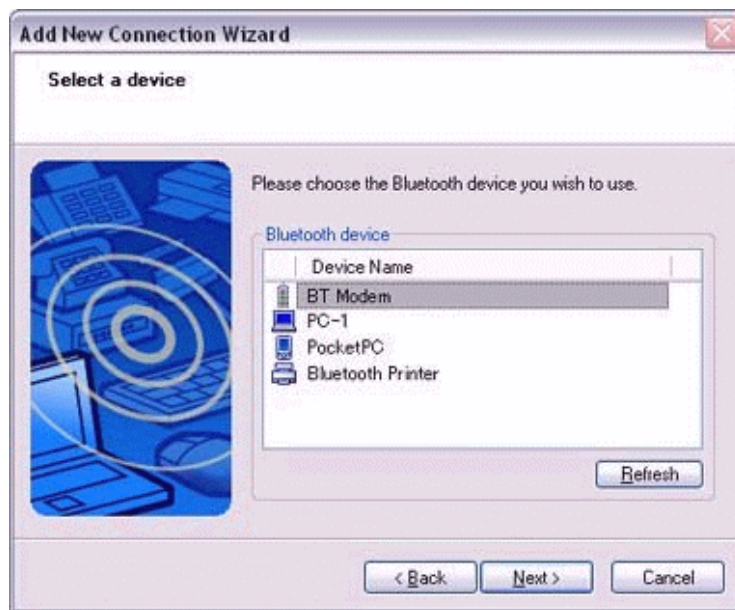 Add New Connection Wizard
Select a device
Please choose the Bluetooth device you wish to use.
Bluetooth device
Device Name
BT Modem
PC-1
PocketPC
Bluetooth Printer
Refresh
< Back Next > Cancel